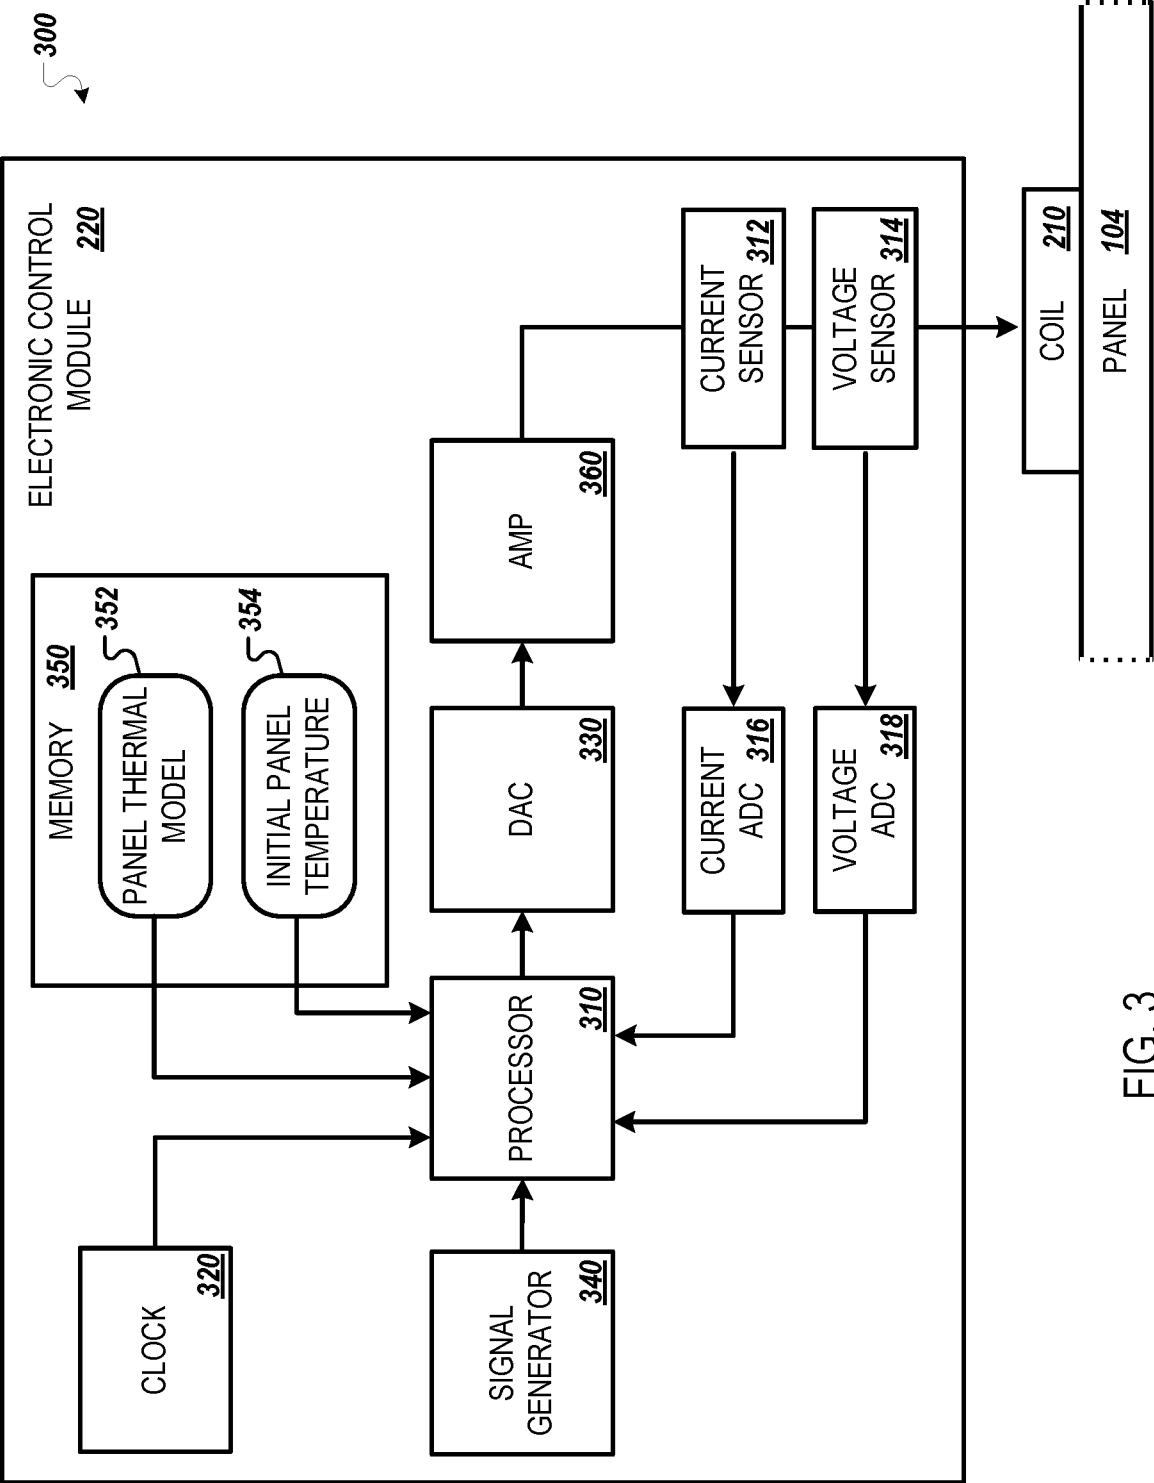 300
ELECTRONIC CONTROL
MODULE
220
MEMORY
350
PANEL THERMAL
MODEL
352
INITIAL PANEL
TEMPERATURE
354
CLOCK
320
SIGNAL
GENERATOR
340
PROCESSOR
310
DAC
330
AMP
360
CURRENT
SENSOR
312
VOLTAGE
SENSOR
314
CURRENT
ADC
316
VOLTAGE
ADC
318
COIL
210
PANEL
104
FIG. 3